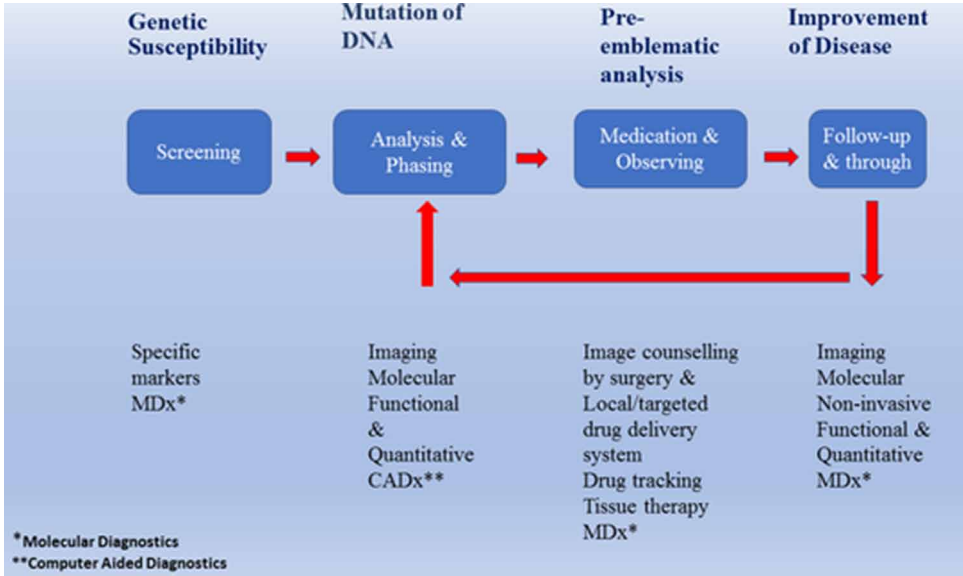 Genetic
Susceptibility
Mutation of
DNA
Pre-
emblematic
analysis
Improvement
of Disease
Screening
Analysis &
Phasing
Medication &
Observing
Follow-up
& through
Specific
markers
MDx*
Imaging
Molecular
Functional
&
Quantitative
CADx**
Image counselling
by surgery &
Local/targeted
drug delivery
system
Drug tracking
Tissue therapy
MDx*
Imaging
Molecular
Non-invasive
Functional &
Quantitative
MDx*
*Molecular Diagnostics
**Computer Aided Diagnostics